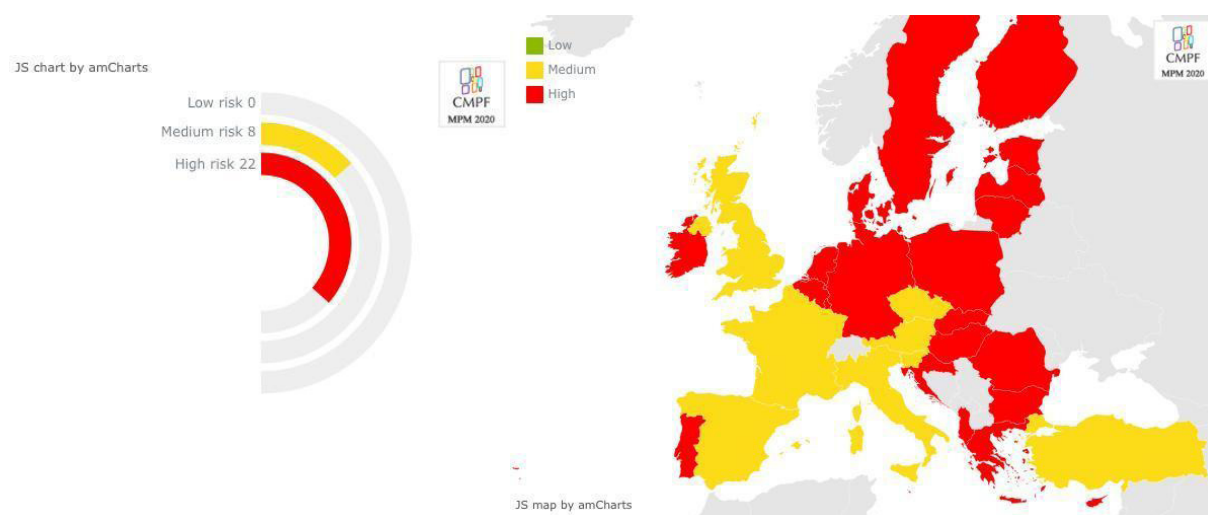 JS chart by amCharts
CMPF
MPM 2020
Low risk 0
Medium risk 8
High risk 22
Low
Medium
High
CMPF
MPM 2020
JS map by amCharts